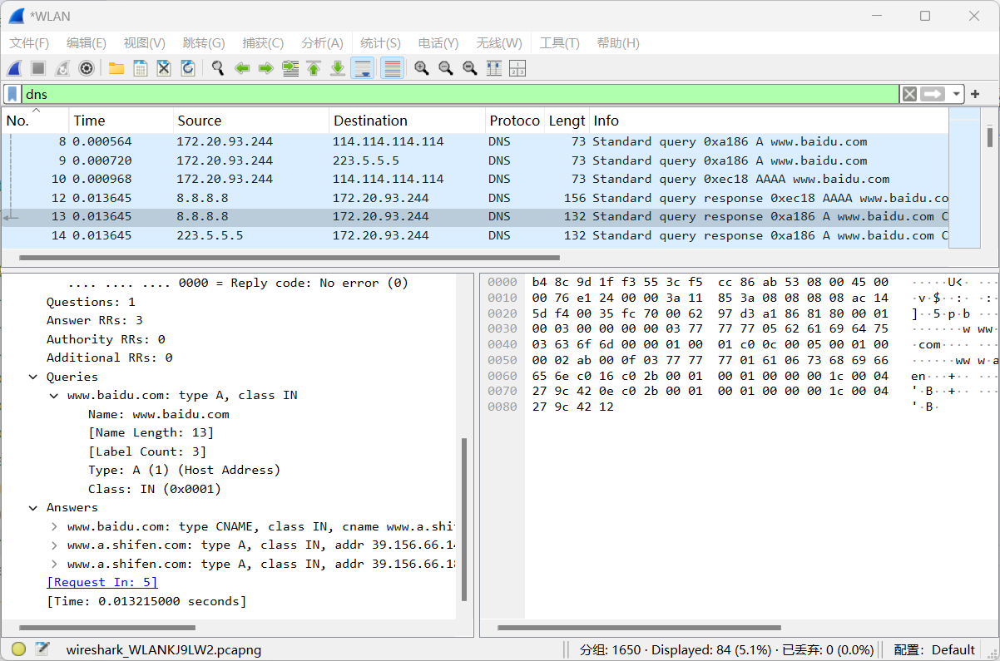 *WLAN
文件(F) 编辑(E) 视图(V) 跳转(G) 捕获(C) 分析(A) 统计(S) 电话(Y) 无线(W) 工具(T) 帮助(H)
dns
No. Time Source Destination Protoco Lengt Info
8 0.000564 172.20.93.244 114.114.114.114 DNS 73 Standard query 0xa186 A www.baidu.com
9 0.000720 172.20.93.244 223.5.5.5 DNS 73 Standard query 0xa186 A www.baidu.com
10 0.000968 172.20.93.244 114.114.114.114 DNS 73 Standard query 0xec18 AAAA www.baidu.com
12 0.013645 8.8.8.8 172.20.93.244 DNS 156 Standard query response 0xec18 AAAA www.baidu.co
13 0.013645 8.8.8.8 172.20.93.244 DNS 132 Standard query response 0xa186 A www.baidu.com C
14 0.013645 223.5.5.5 172.20.93.244 DNS 132 Standard query response 0xa186 A www.baidu.com C
.... .... .... 0000 = Reply code: No error (0)
Questions: 1
Answer RRs: 3
Authority RRs: 0
Additional RRs: 0
Queries
www.baidu.com: type A, class IN
Name: www.baidu.com
[Name Length: 13]
[Label Count: 3]
Type: A (1) (Host Address)
Class: IN (0x0001)
Answers
www.baidu.com: type CNAME, class IN, cname www.a.shi
www.a.shifen.com: type A, class IN, addr 39.156.66.14
www.a.shifen.com: type A, class IN, addr 39.156.66.18
[Request In: 5]
[Time: 0.013215000 seconds]
0000 b4 8c 9d 1f f3 55 3c f5 cc 86 ab 53 08 00 45 00 ·····U<· ····
0010 00 76 e1 24 00 00 3a 11 85 3a 08 08 08 08 ac 14 ·v·$··:· ·:··
0020 5d f4 00 35 fc 70 00 62 97 d3 a1 86 81 80 00 01 ]··5·p·b ····
0030 00 03 00 00 00 00 03 77 77 77 05 62 61 69 64 75 ·······w ww
0040 03 63 6f 6d 00 00 01 00 01 c0 0c 00 05 00 01 00 ·com···· ····
0050 00 02 ab 00 0f 03 77 77 77 01 61 06 73 68 69 66 ······ww w·a
0060 65 6e c0 16 c0 2b 00 01 00 01 00 00 00 1c 00 04 en···+·· ····
0070 27 9c 42 0e c0 2b 00 01 00 01 00 00 00 1c 00 04 '·B··+·· ····
0080 27 9c 42 12 '·B·
wireshark_WLANKJ9LW2.pcapng 分组: 1650 · Displayed: 84 (5.1%) · 已丢弃: 0 (0.0%) 配置: Default